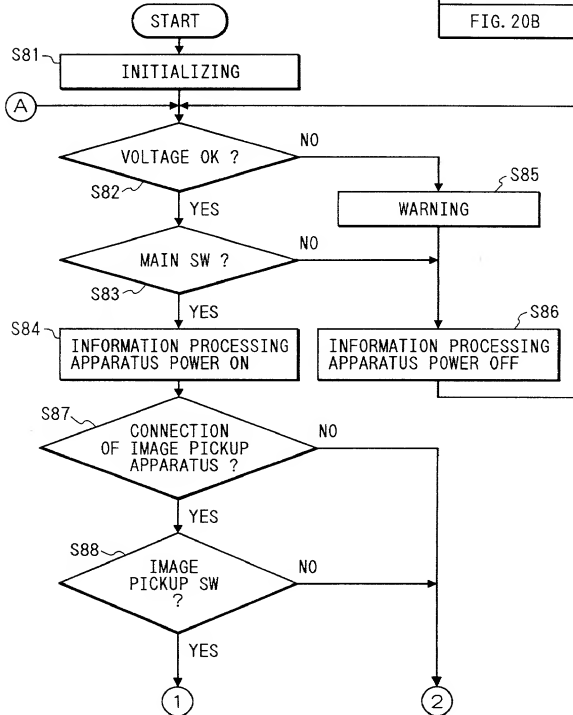 START
FIG. 20B
S81
INITIALIZING
A
VOLTAGE OK ?
NO
S82
YES
S85
WARNING
MAIN SW ?
NO
S83
YES
S84
INFORMATION PROCESSING
APPARATUS POWER ON
S86
INFORMATION PROCESSING
APPARATUS POWER OFF
S87
CONNECTION
OF IMAGE PICKUP
APPARATUS ?
NO
YES
S88
IMAGE
PICKUP SW
?
NO
YES
1
2